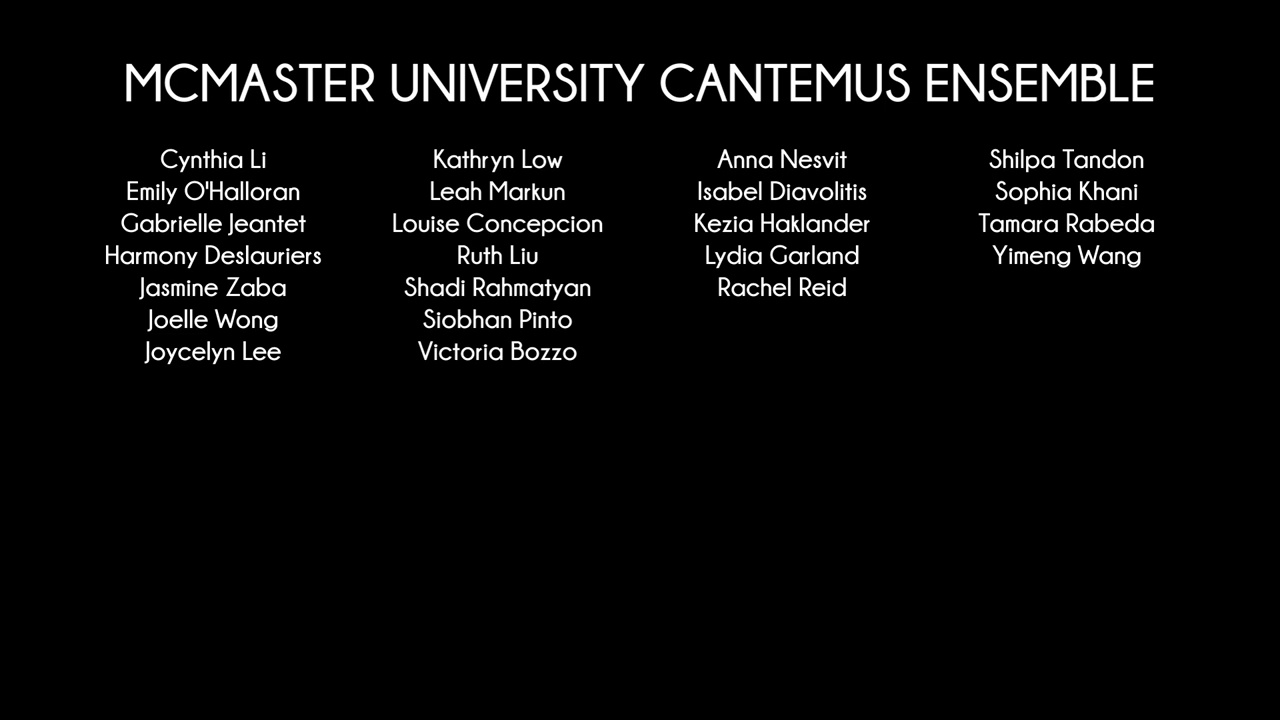 MCMASTER UNIVERSITY CANTEMUS ENSEMBLE
Cynthia Li
Emily O'Halloran
Gabrielle Jeantet
Harmony Deslauriers
Jasmine Zaba
Joelle Wong
Joycelyn Lee
Kathryn Low
Leah Markun
Louise Concepcion
Ruth Liu
Shadi Rahmatyan
Siobhan Pinto
Victoria Bozzo
Anna Nesvit
Isabel Diavolitis
Kezia Haklander
Lydia Garland
Rachel Reid
Shilpa Tandon
Sophia Khani
Tamara Rabeda
Yimeng Wang